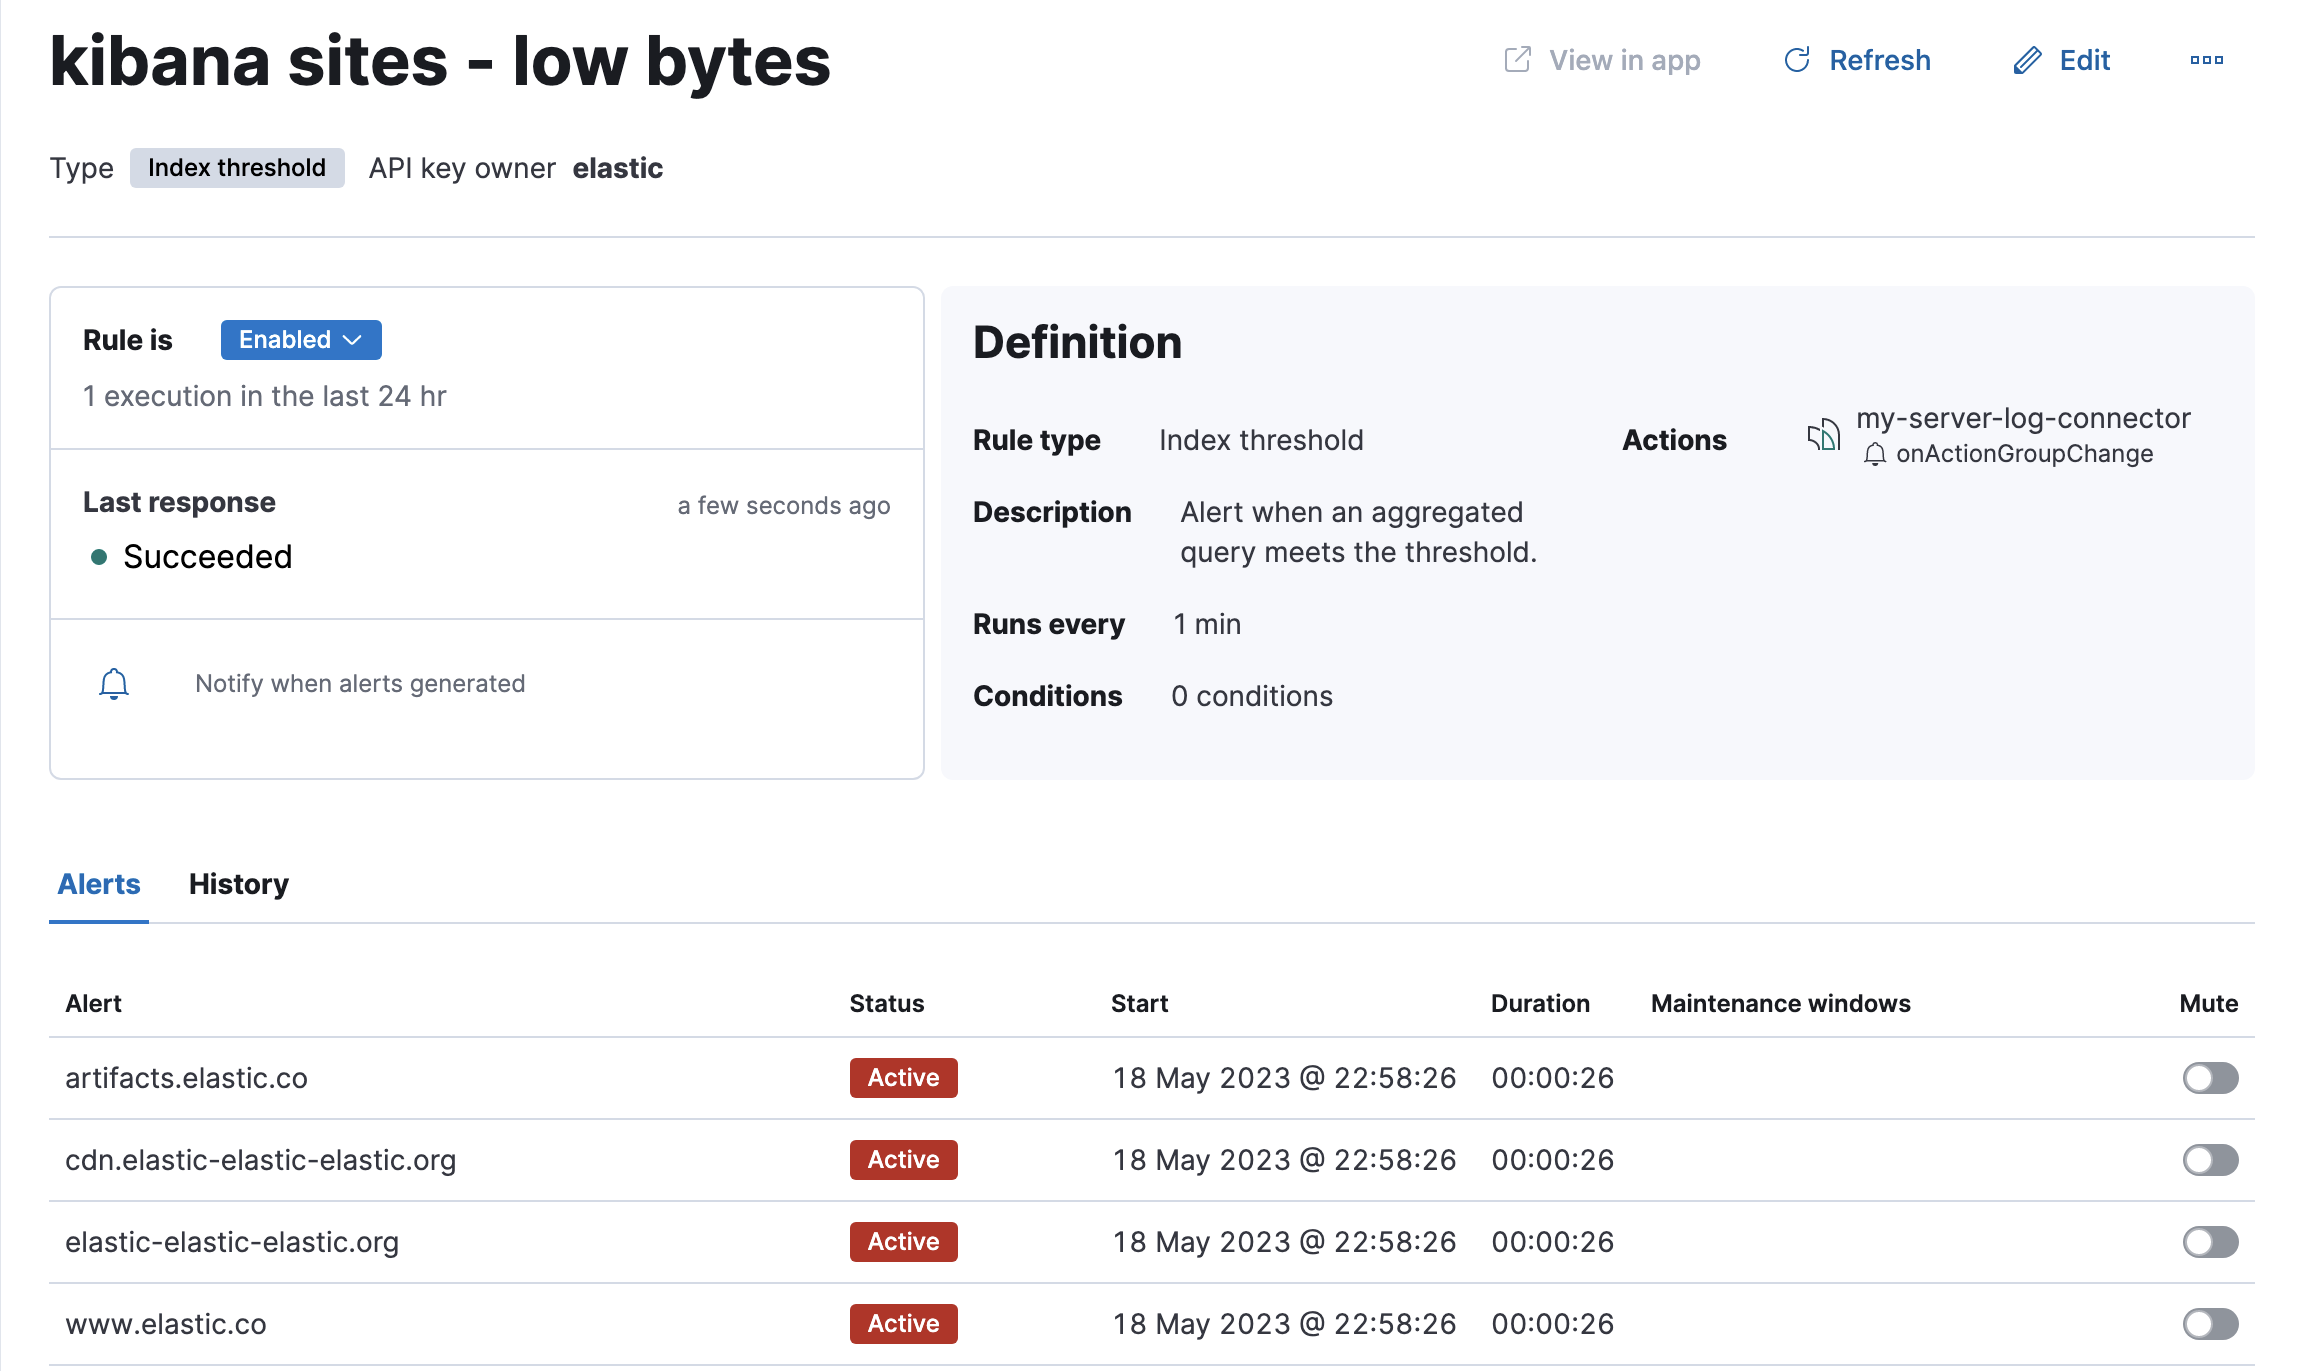 kibana sites - low bytes
View in app Refresh Edit
Type Index threshold API key owner elastic
Rule is Enabled
1 execution in the last 24 hr
Last response a few seconds ago
Succeeded
Notify when alerts generated
Definition
Rule type Index threshold
Description Alert when an aggregated
query meets the threshold.
Runs every 1 min
Conditions 0 conditions
Actions my-server-log-connector
onActionGroupChange
Alerts History
Alert Status Start Duration Maintenance windows Mute
artifacts.elastic.co Active 18 May 2023 @ 22:58:26 00:00:26
cdn.elastic-elastic-elastic.org Active 18 May 2023 @ 22:58:26 00:00:26
elastic-elastic-elastic.org Active 18 May 2023 @ 22:58:26 00:00:26
www.elastic.co Active 18 May 2023 @ 22:58:26 00:00:26